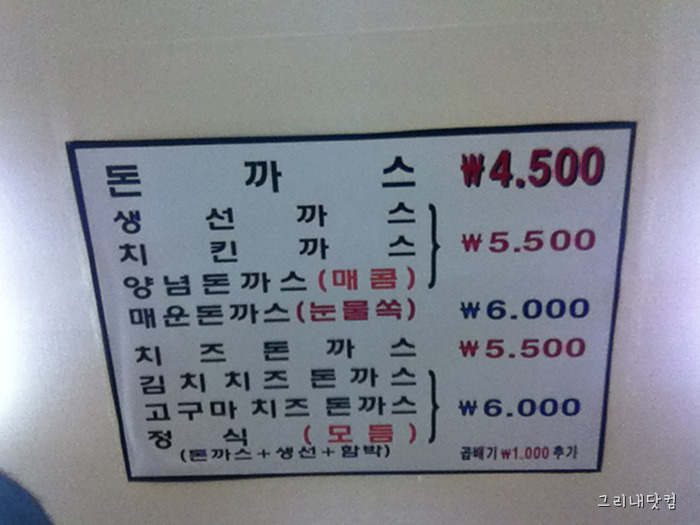 돈 까 스 ₩4.500
생 선 까 스
치 킨 까 스 ₩5.500
양념돈까스(매콤)
매운돈까스(눈물쏙) ₩6.000
치 즈 돈 까 스 ₩5.500
김치치즈돈까스
고구마치즈돈까스 ₩6.000
정 식 (모듬)
(돈까스+생선+함박) 곱배기 ₩1.000 추가
그리내닷컴